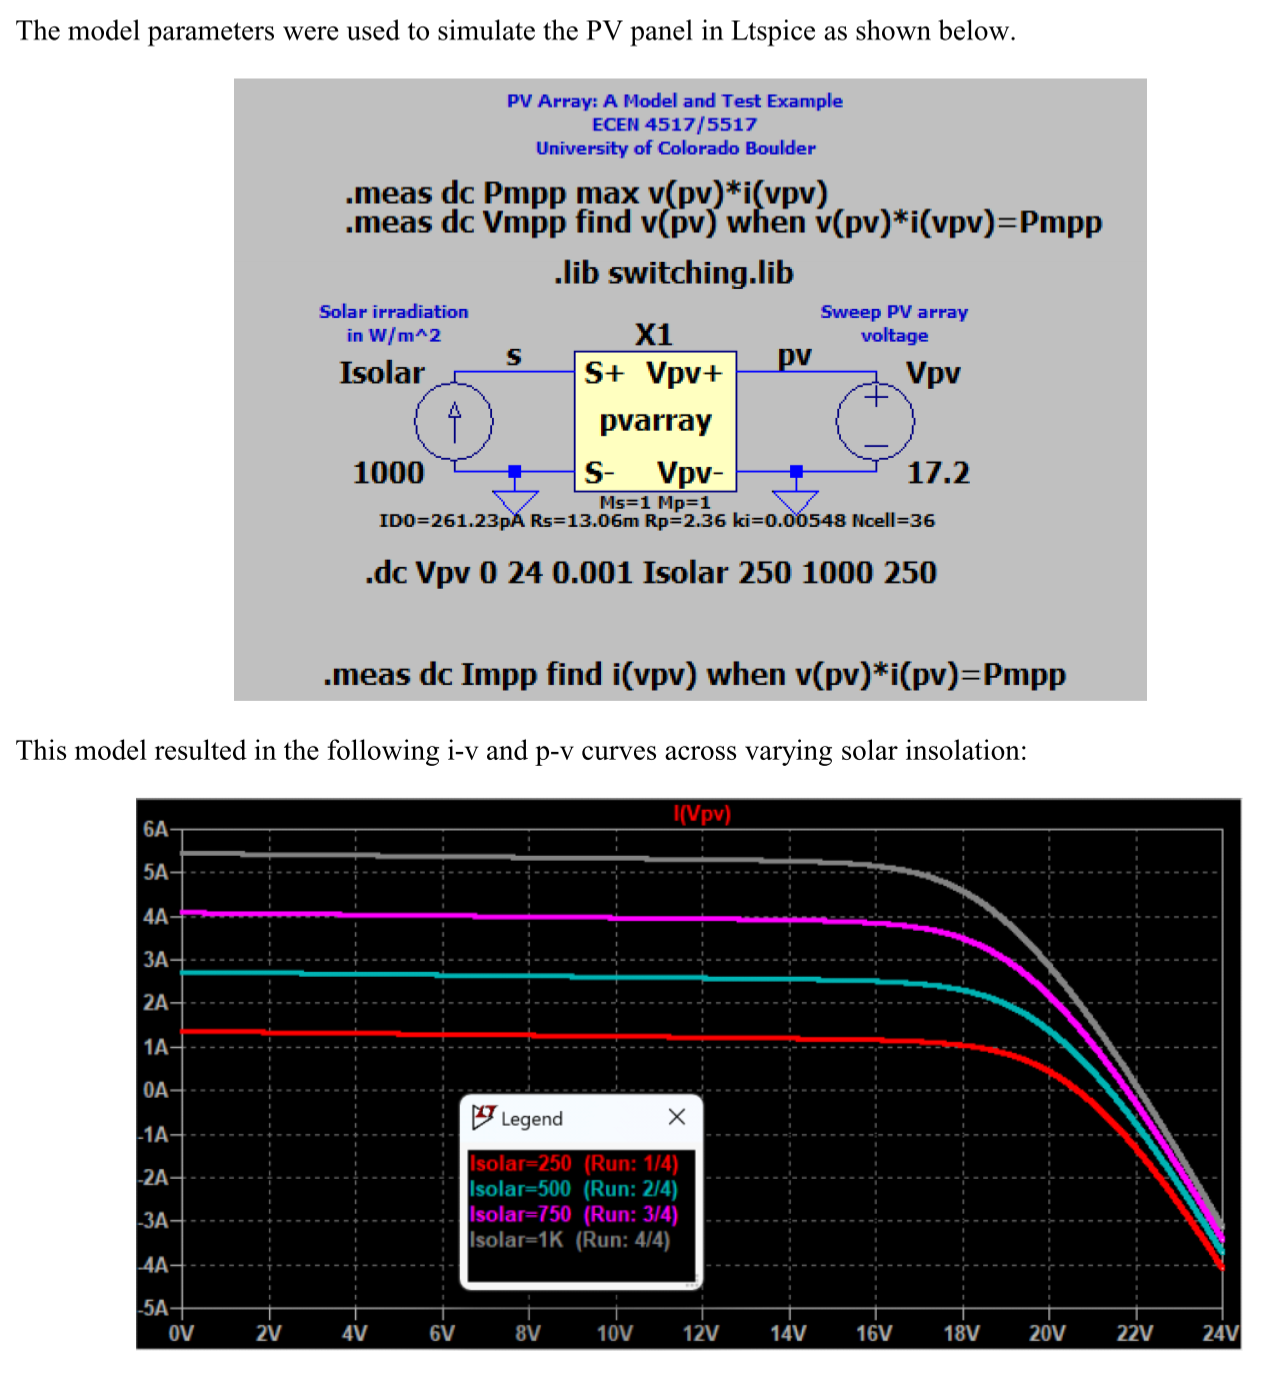 The model parameters were used to simulate the PV panel in Ltspice as shown below.
PV Array: A Model and Test Example
ECEN 4517/5517
University of Colorado Boulder
.meas dc Pmpp max v(pv)*i(vpv)
.meas dc Vmpp find v(pv) when v(pv)*i(vpv)=Pmpp
.lib switching.lib
Solar irradiation
in W/m^2
Sweep PV array
voltage
X1
Isolar
s
S+ Vpv+
pv
Vpv
pvarray
1000
S- Vpv-
17.2
Ms=1 Mp=1
ID0=261.23pA Rs=13.06m Rp=2.36 ki=0.00548 Ncell=36
.dc Vpv 0 24 0.001 Isolar 250 1000 250
.meas dc Impp find i(vpv) when v(pv)*i(pv)=Pmpp
This model resulted in the following i-v and p-v curves across varying solar insolation:
I(Vpv)
6A
5A
4A
3A
2A
1A
0A
-1A
-2A
-3A
-4A
-5A
Legend
Isolar=250 (Run: 1/4)
Isolar=500 (Run: 2/4)
Isolar=750 (Run: 3/4)
Isolar=1K (Run: 4/4)
0V 2V 4V 6V 8V 10V 12V 14V 16V 18V 20V 22V 24V